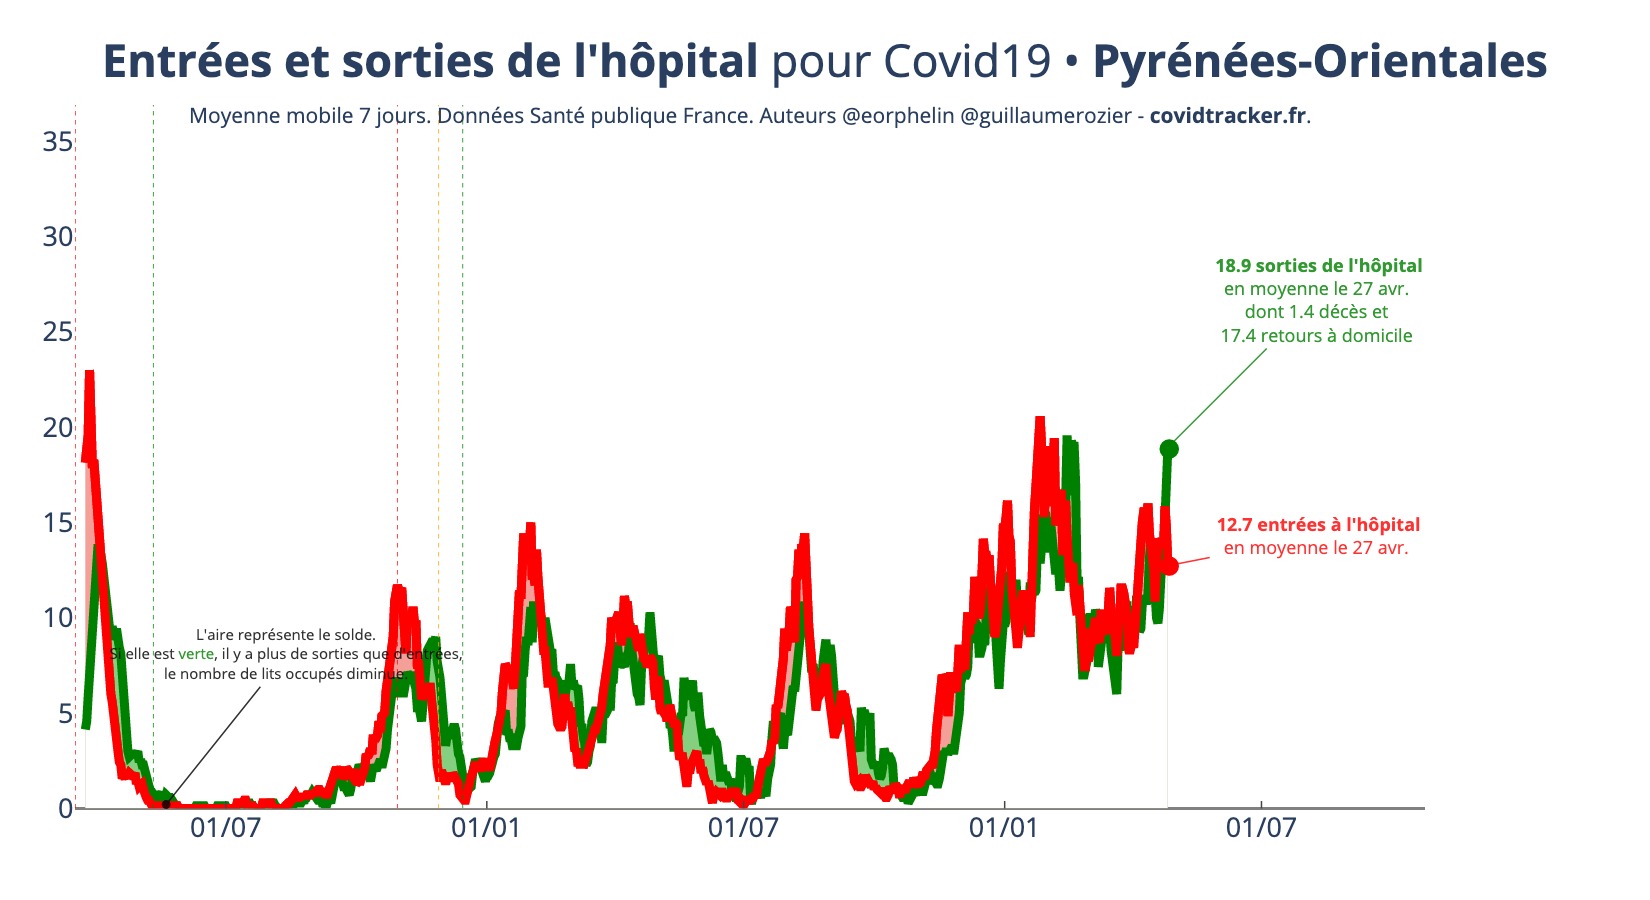 Entrées et sorties de l'hôpital pour Covid19 • Pyrénées-Orientales
Moyenne mobile 7 jours. Données Santé publique France. Auteurs @eorphelin @guillaumerozier - covidtracker.fr.
35
30
25
20
15
10
5
0
18.9 sorties de l'hôpital
en moyenne le 27 avr.
dont 1.4 décès et
17.4 retours à domicile
12.7 entrées à l'hôpital
en moyenne le 27 avr.
L'aire représente le solde.
Si elle est verte, il y a plus de sorties que d'entrées,
le nombre de lits occupés diminue.
01/07
01/01
01/07
01/01
01/07